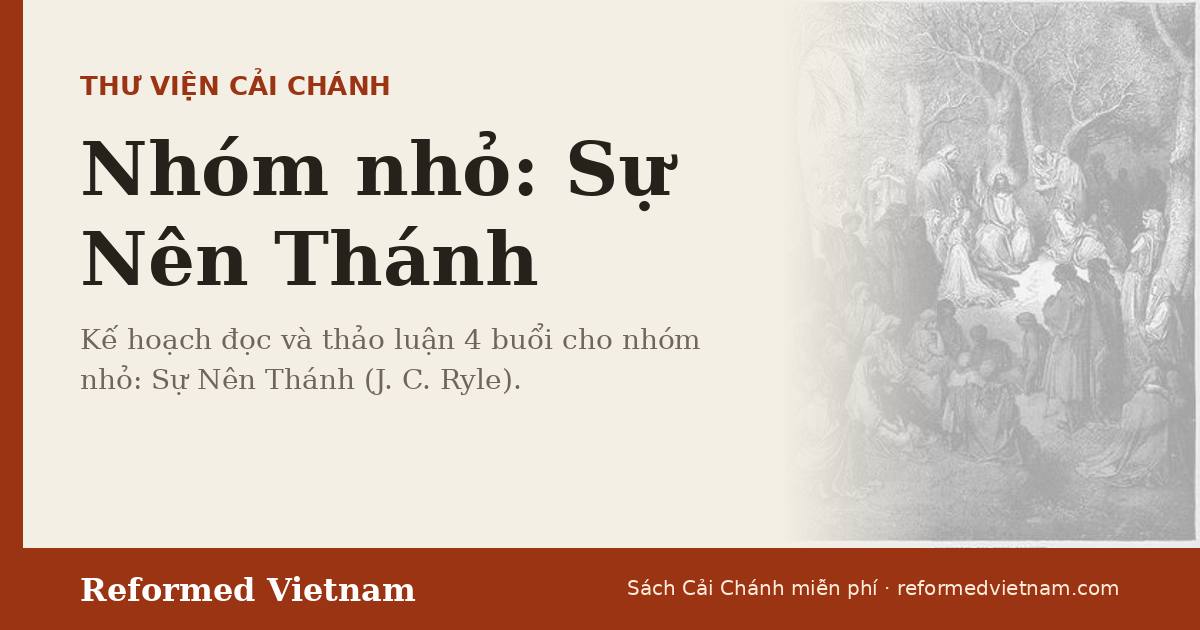 THƯ VIỆN CẢI CHÁNH
Nhóm nhỏ: Sự
Nên Thánh
Kế hoạch đọc và thảo luận 4 buổi cho nhóm
nhỏ: Sự Nên Thánh (J. C. Ryle).
Reformed Vietnam
Sách Cải Chánh miễn phí · reformedvietnam.com